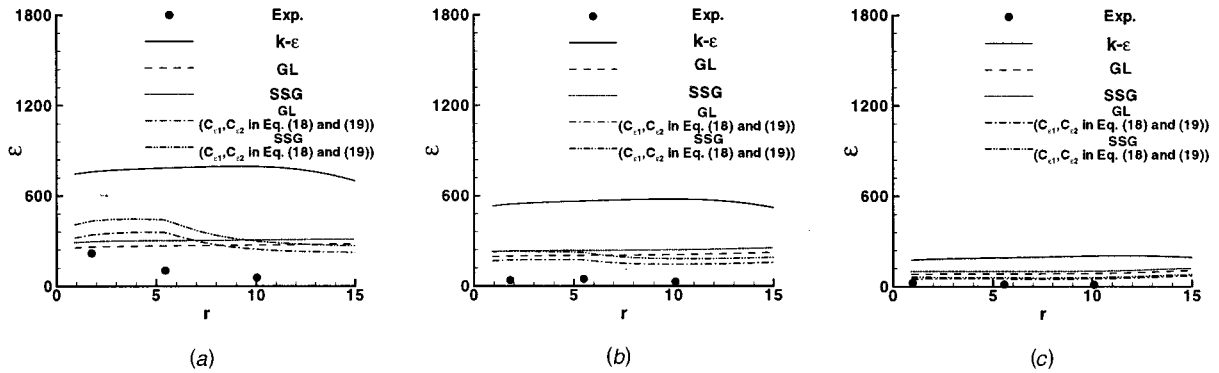 1800
1200
600
0
ε
Exp.
k-ε
GL
SSG
GL
(Cε1,Cε2 in Eq. (18) and (19))
SSG
(Cε1,Cε2 in Eq. (18) and (19))
0 5 10 15
r
(a)
1800
1200
600
0
ε
Exp.
k-ε
GL
SSG
GL
(Cε1,Cε2 in Eq. (18) and (19))
SSG
(Cε1,Cε2 in Eq. (18) and (19))
0 5 10 15
r
(b)
1800
1200
600
0
ε
Exp.
k-ε
GL
SSG
GL
(Cε1,Cε2 in Eq. (18) and (19))
SSG
(Cε1,Cε2 in Eq. (18) and (19))
0 5 10 15
r
(c)